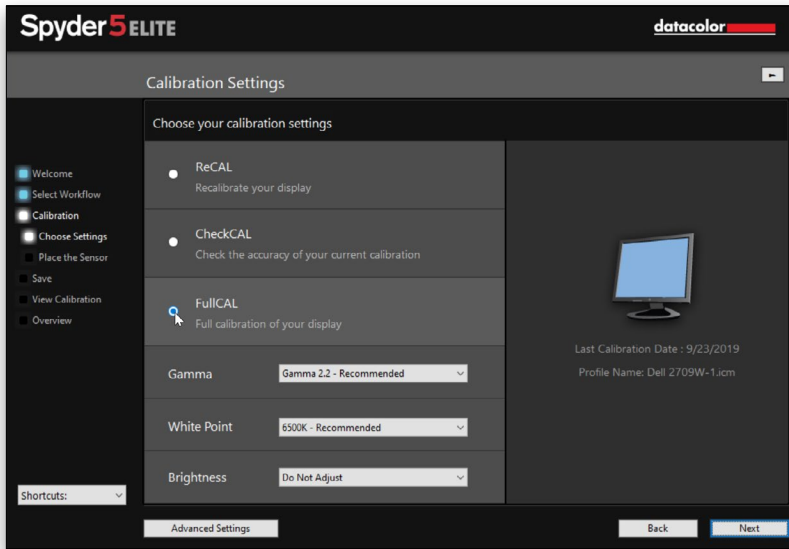 Spyder5ELITE
datacolor
Calibration Settings
Choose your calibration settings
Welcome
Select Workflow
Calibration
Choose Settings
Place the Sensor
Save
View Calibration
Overview
Shortcuts:
ReCAL
Recalibrate your display
CheckCAL
Check the accuracy of your current calibration
FullCAL
Full calibration of your display
Gamma
Gamma 2.2 - Recommended
White Point
6500K - Recommended
Brightness
Do Not Adjust
Last Calibration Date : 9/23/2019
Profile Name: Dell 2709W-1.icm
Advanced Settings
Back
Next